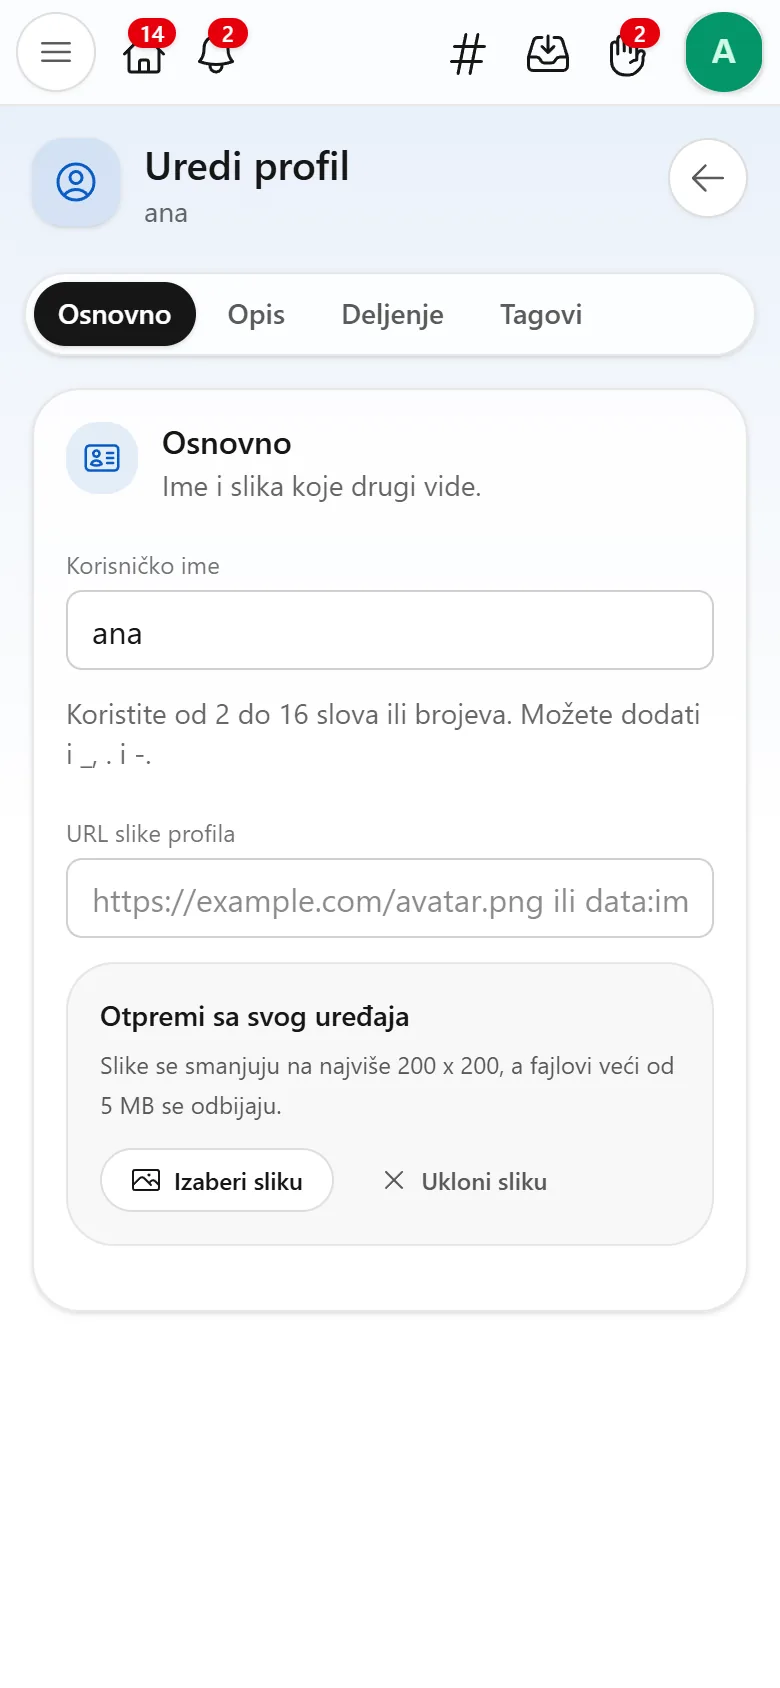 14
2
2
A
Uredi profil
ana
Osnovno
Opis
Deljenje
Tagovi
Osnovno
Ime i slika koje drugi vide.
Korisničko ime
ana
Koristite od 2 do 16 slova ili brojeva. Možete dodati
i _, . i -.
URL slike profila
https://example.com/avatar.png ili data:im
Otpremi sa svog uređaja
Slike se smanjuju na najviše 200 x 200, a fajlovi veći od
5 MB se odbijaju.
Izaberi sliku
Ukloni sliku